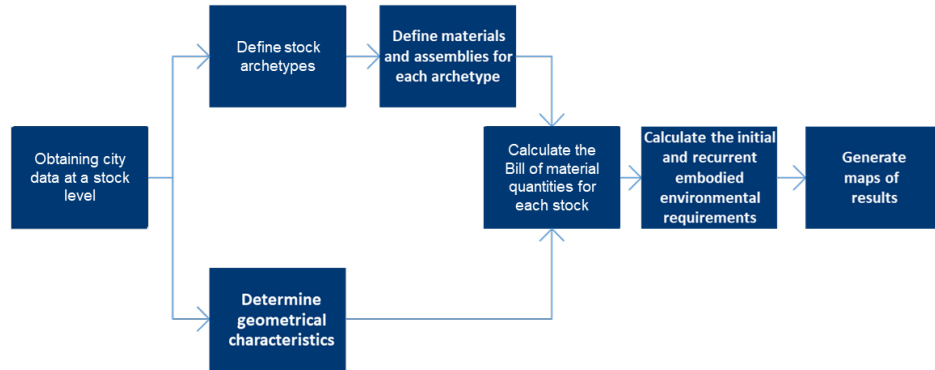 Define stock
archetypes
Define materials
and assemblies for
each archetype
Obtaining city
data at a stock
level
Calculate the
Bill of material
quantities for
each stock
Calculate the initial
and recurrent
embodied
environmental
requirements
Generate
maps of
results
Determine
geometrical
characteristics